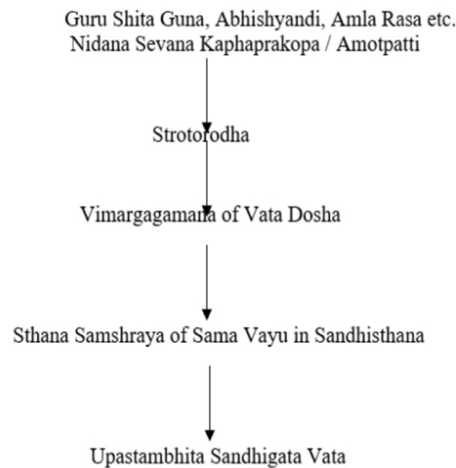 Guru Shita Guna, Abhishyandi, Amla Rasa etc.
Nidana Sevana Kaphaprakopa / Amotpatti
Strotorodha
Vimargagamana of Vata Dosha
Sthana Samshraya of Sama Vayu in Sandhisthana
Upastambhita Sandhigata Vata